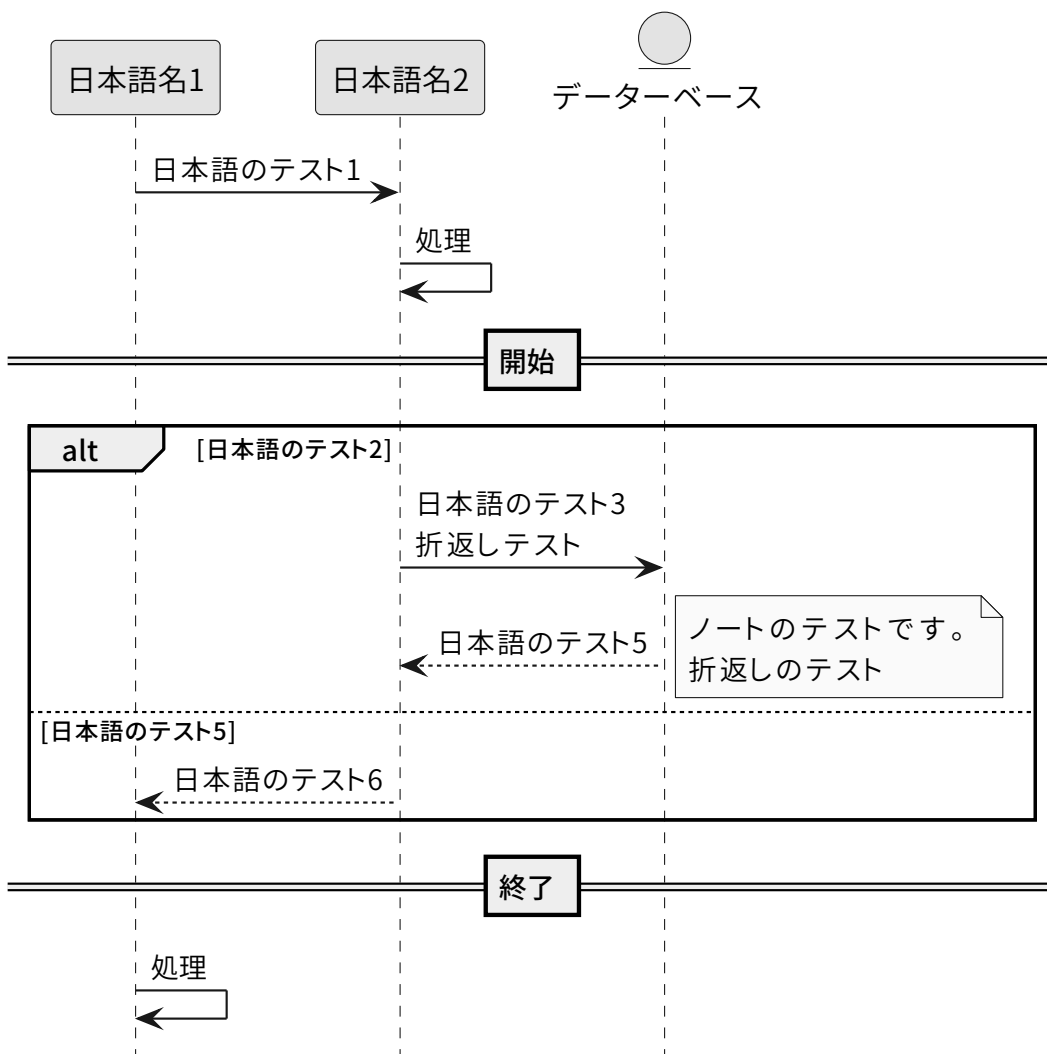 日本語名1
日本語名2
データーベース
日本語のテスト1
処理
開始
alt
[日本語のテスト2]
日本語のテスト3
折返しテスト
日本語のテスト5
ノートのテストです。
折返しのテスト
[日本語のテスト5]
日本語のテスト6
終了
処理